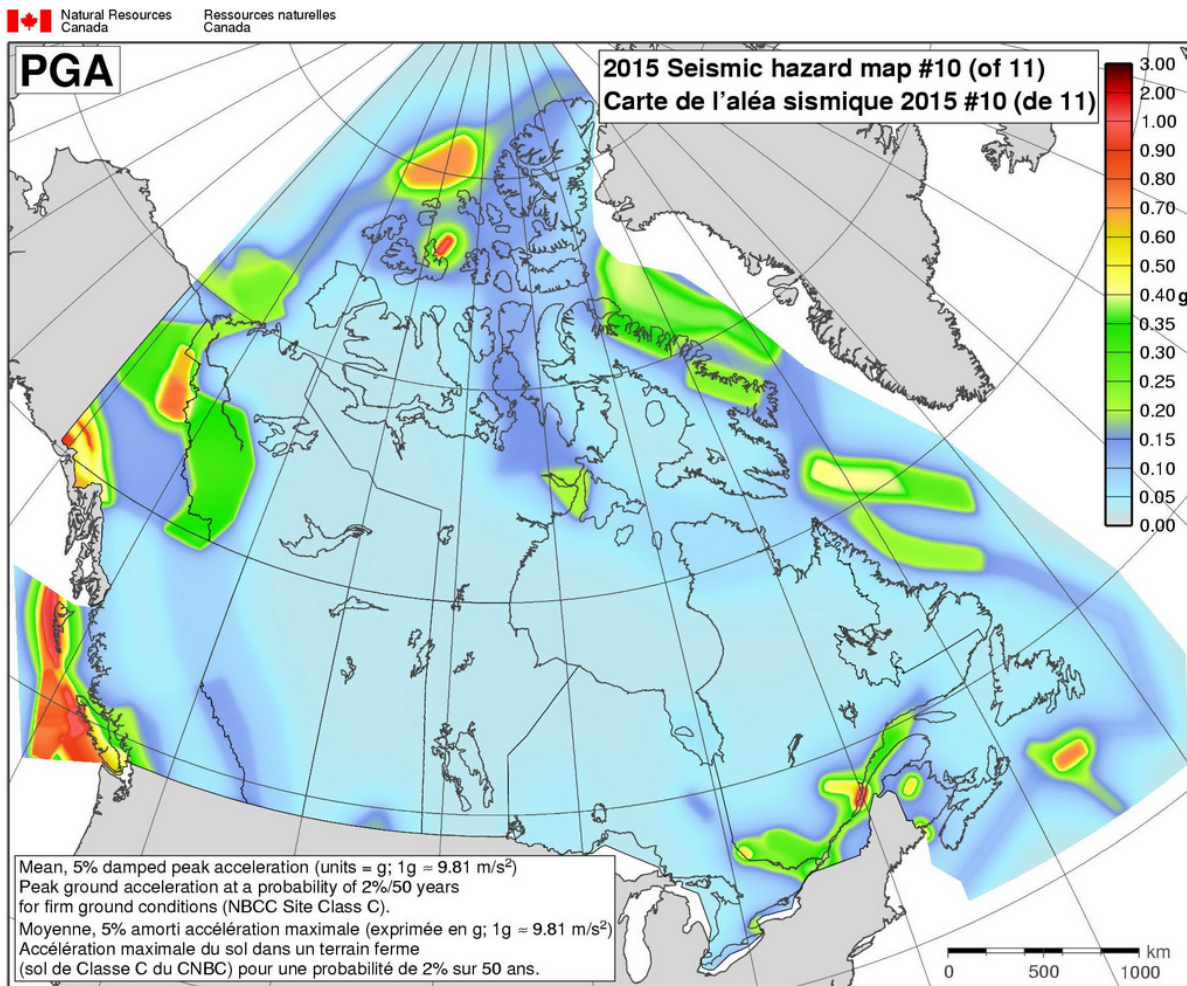 Natural Resources Ressources naturelles
Canada Canada
PGA
2015 Seismic hazard map #10 (of 11)
Carte de l'aléa sismique 2015 #10 (de 11)
3.00
2.00
1.00
0.90
0.80
0.70
0.60
0.50
0.40 g
0.35
0.30
0.25
0.20
0.15
0.10
0.05
0.00
Mean, 5% damped peak acceleration (units = g; 1g ≈ 9.81 m/s²)
Peak ground acceleration at a probability of 2%/50 years
for firm ground conditions (NBCC Site Class C).
Moyenne, 5% amorti accélération maximale (exprimée en g; 1g ≈ 9.81 m/s²)
Accélération maximale du sol dans un terrain ferme
(sol de Classe C du CNBC) pour une probabilité de 2% sur 50 ans.
km
0 500 1000